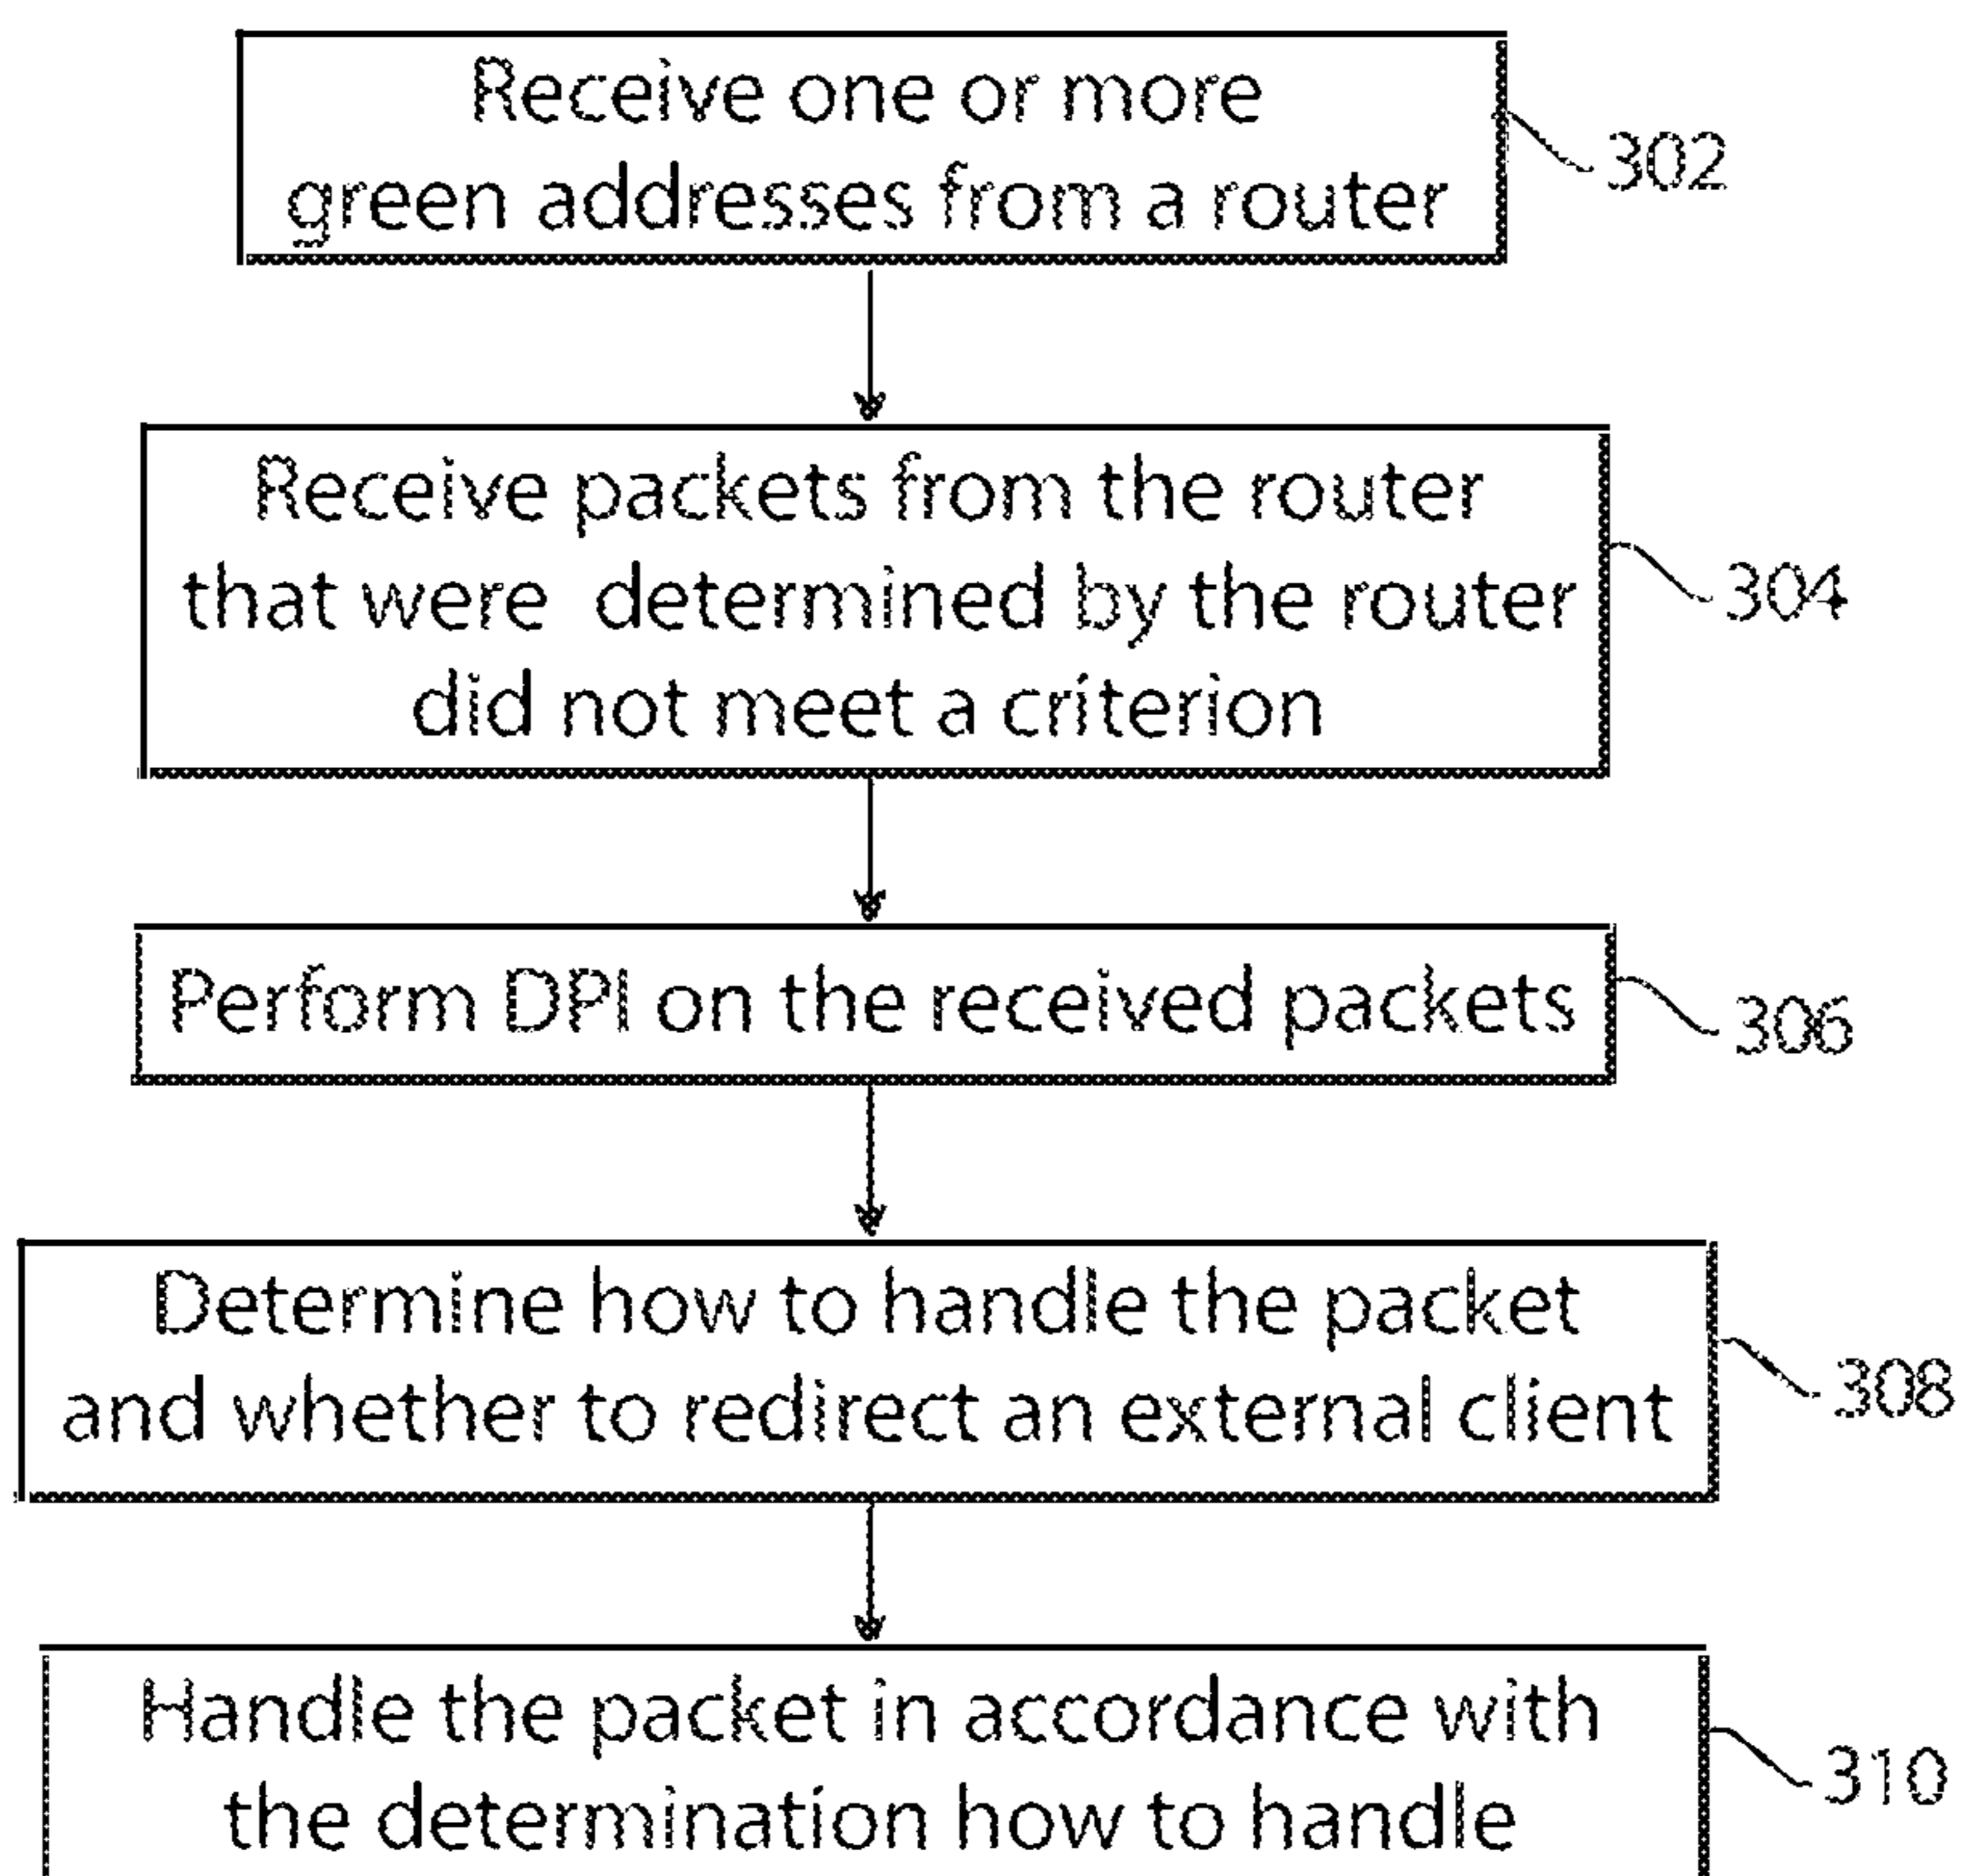 Receive one or more
green addresses from a router
302
Receive packets from the router
that were determined by the router
did not meet a criterion
304
Perform DPI on the received packets
306
Determine how to handle the packet
and whether to redirect an external client
308
Handle the packet in accordance with
the determination how to handle
310